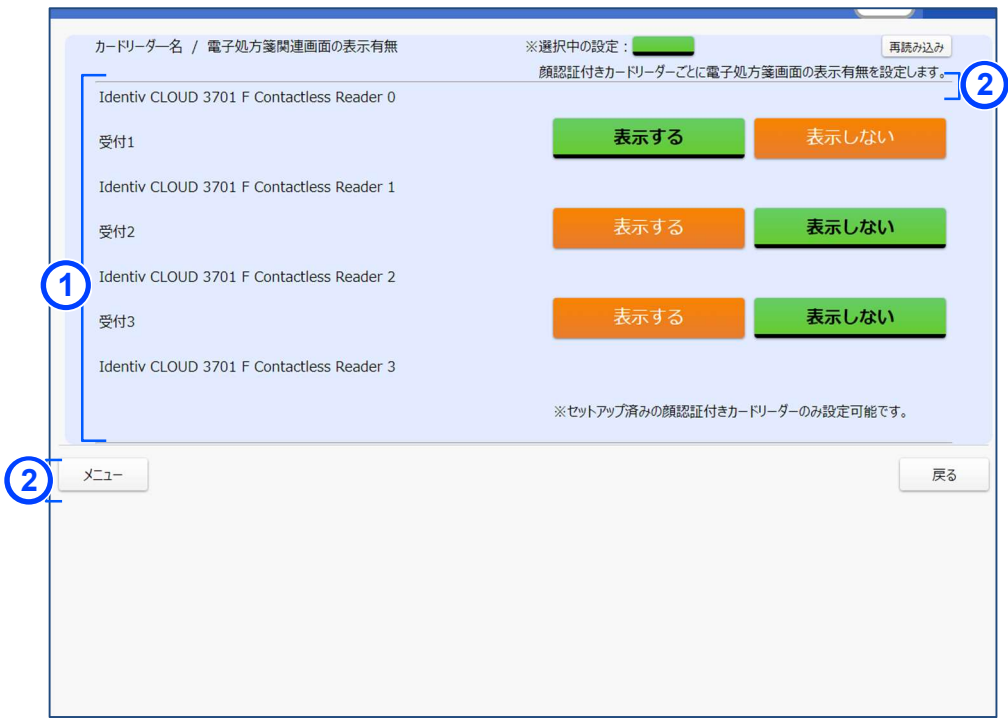 カードリーダー名 / 電子処方箋関連画面の表示有無
※選択中の設定：
再読み込み
顔認証付きカードリーダーごとに電子処方箋画面の表示有無を設定します。
2
Identiv CLOUD 3701 F Contactless Reader 0
受付1
表示する
表示しない
Identiv CLOUD 3701 F Contactless Reader 1
受付2
表示する
表示しない
1
Identiv CLOUD 3701 F Contactless Reader 2
受付3
表示する
表示しない
Identiv CLOUD 3701 F Contactless Reader 3
※セットアップ済みの顔認証付きカードリーダーのみ設定可能です。
2
メニュー
戻る